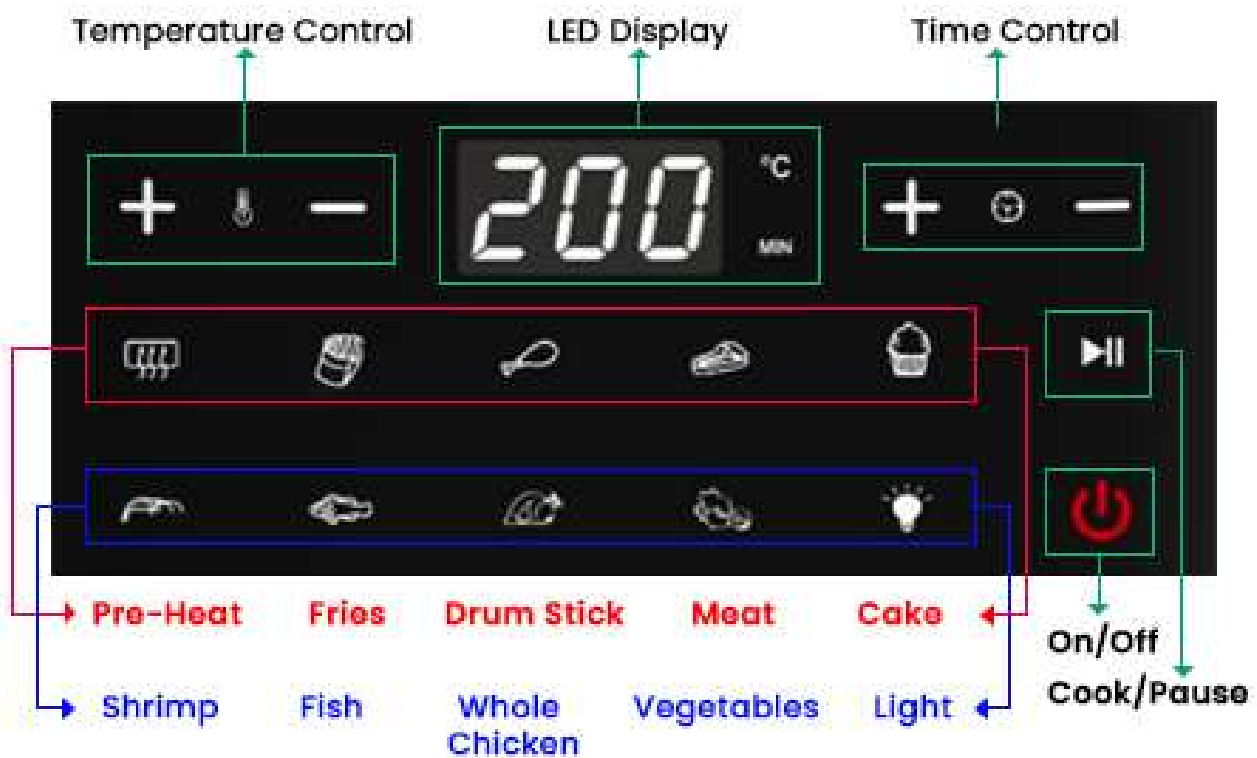 Temperature Control
LED Display
Time Control
200
°C
MIN
Pre-Heat
Fries
Drum Stick
Meat
Cake
On/Off
Cook/Pause
Shrimp
Fish
Whole
Chicken
Vegetables
Light